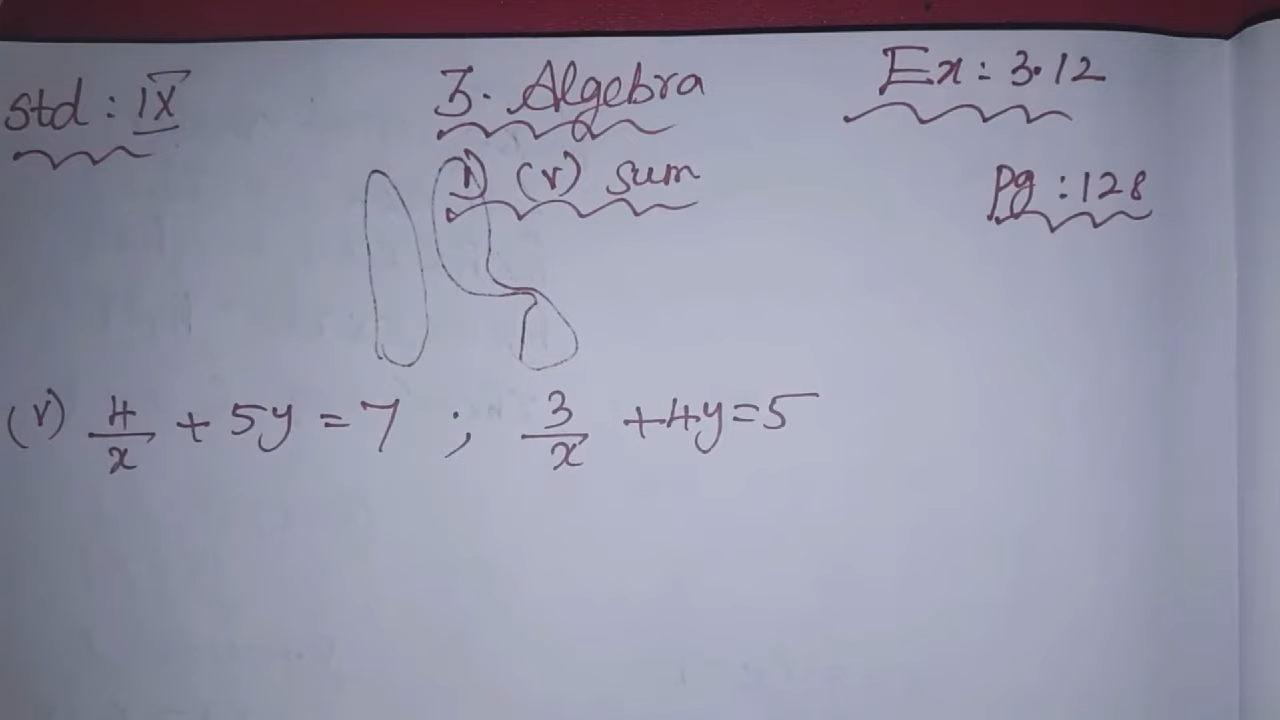 Std : IX
3. Algebra
Ex : 3.12
1) (v) sum
Pg : 128
(v) 4/x + 5y = 7 ; 3/x + 4y = 5